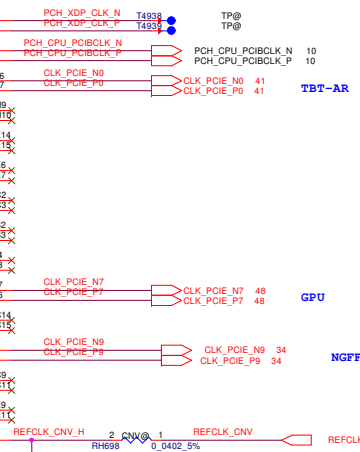 PCH_XDP_CLK_N T4938 TP@
PCH_XDP_CLK_P T4939 TP@
PCH_CPU_PCIBCLK_N PCH_CPU_PCIBCLK_N 10
PCH_CPU_PCIBCLK_P PCH_CPU_PCIBCLK_P 10
CLK_PCIE_N0 CLK_PCIE_N0 41
CLK_PCIE_P0 CLK_PCIE_P0 41
TBT-AR
CLK_PCIE_N7 CLK_PCIE_N7 48
CLK_PCIE_P7 CLK_PCIE_P7 48
GPU
CLK_PCIE_N9 CLK_PCIE_N9 34
CLK_PCIE_P9 CLK_PCIE_P9 34
NGFF
REFCLK_CNV_H 2 CNV@ 1 REFCLK_CNV REFCLK
RH698 0_0402_5%